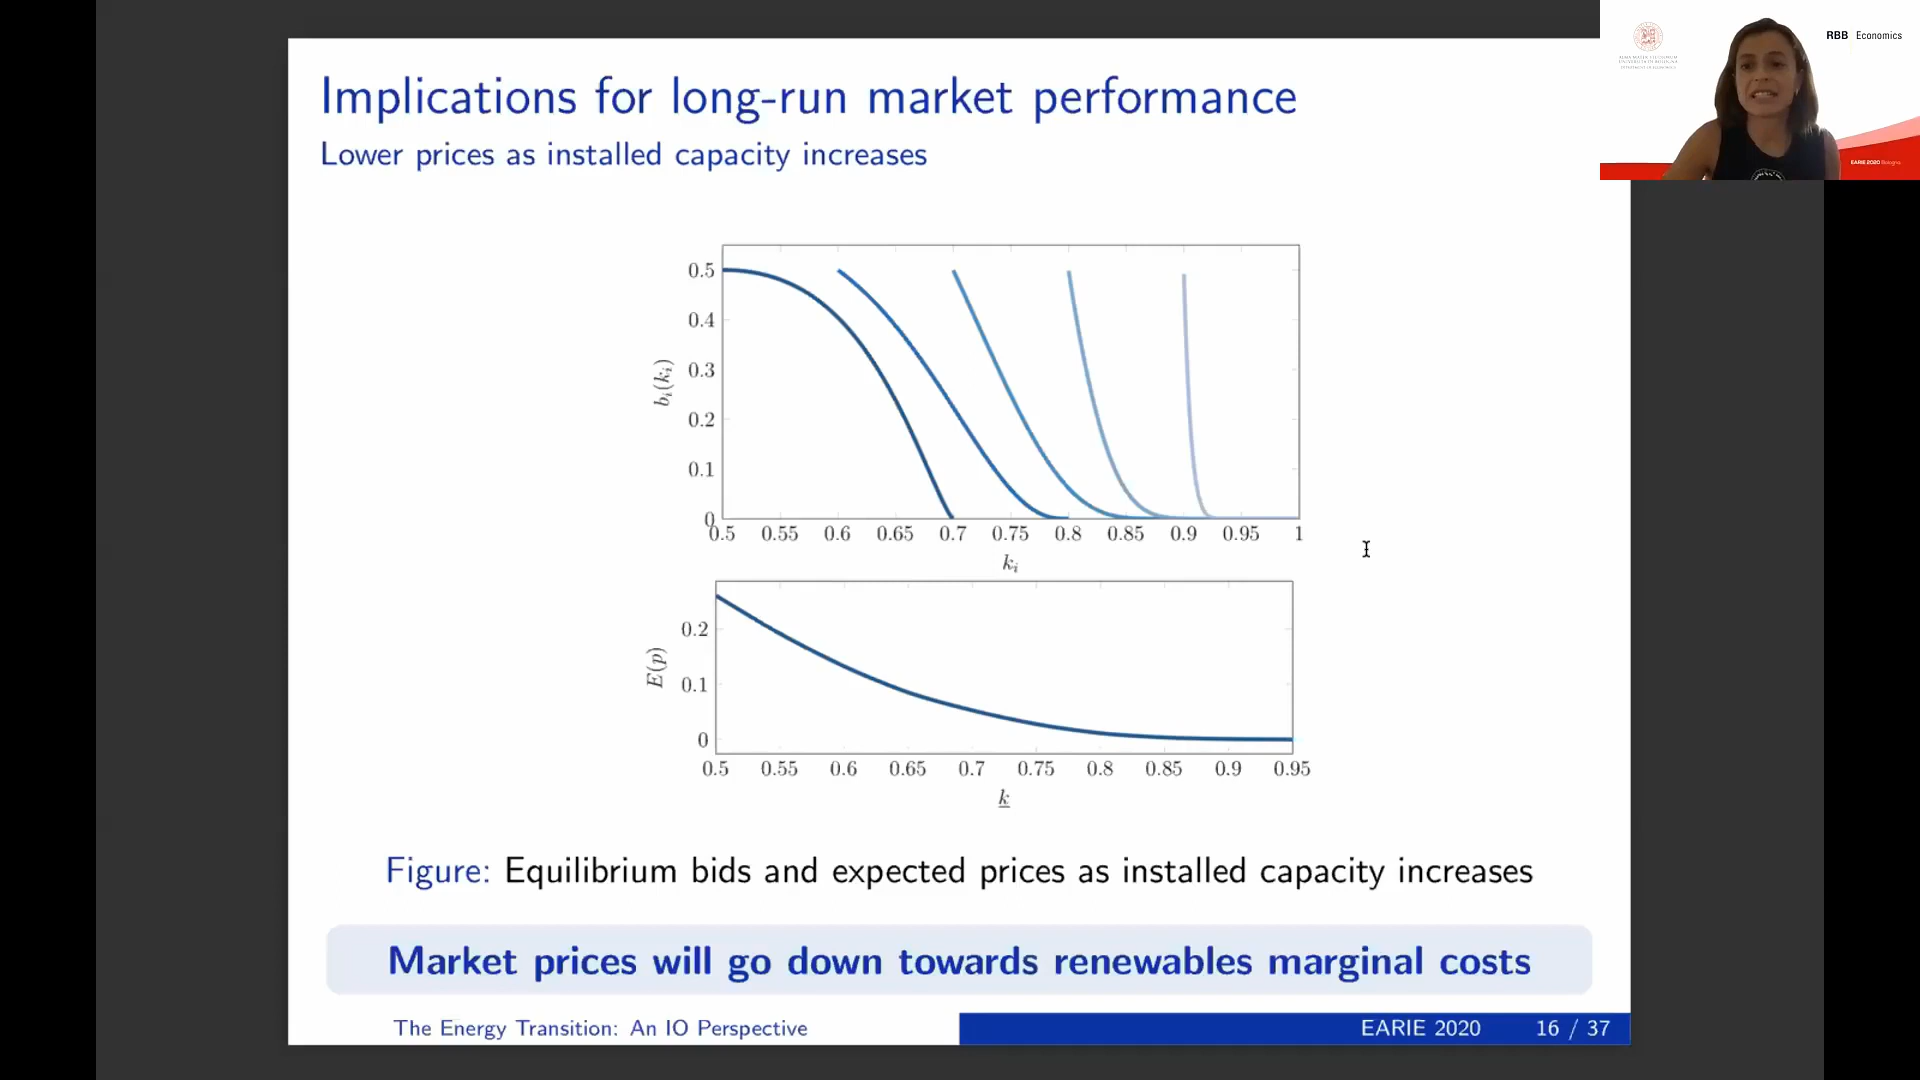 Implications for long-run market performance
Lower prices as installed capacity increases
RBB Economics
EARIE 2020 Bologna
0.5
0.4
0.3
0.2
0.1
0
b_i(k_i)
0.5 0.55 0.6 0.65 0.7 0.75 0.8 0.85 0.9 0.95 1
k_i
0.2
0.1
0
E(p)
0.5 0.55 0.6 0.65 0.7 0.75 0.8 0.85 0.9 0.95
k
Figure: Equilibrium bids and expected prices as installed capacity increases
Market prices will go down towards renewables marginal costs
The Energy Transition: An IO Perspective EARIE 2020 16 / 37